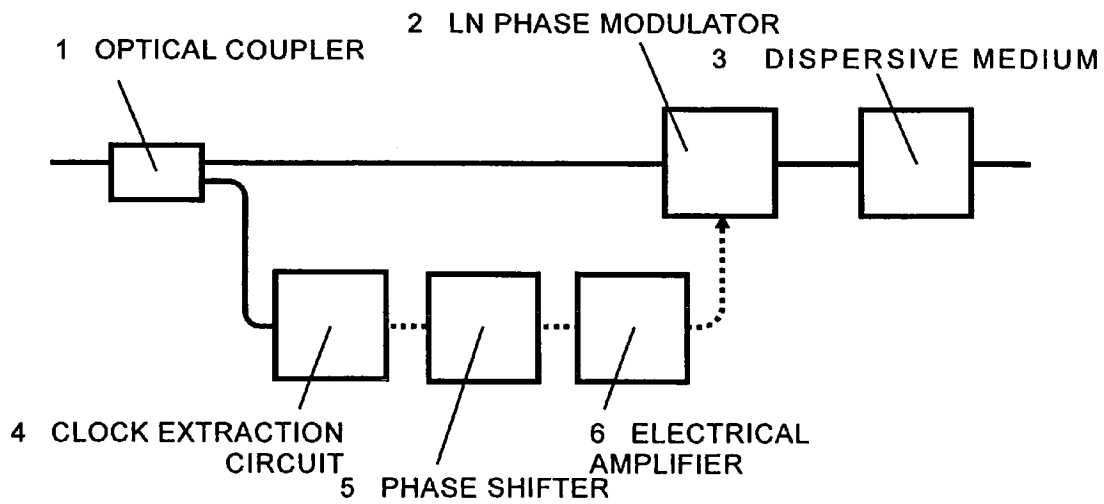 2 LN PHASE MODULATOR
1 OPTICAL COUPLER
3 DISPERSIVE MEDIUM
4 CLOCK EXTRACTION
CIRCUIT
5 PHASE SHIFTER
6 ELECTRICAL
AMPLIFIER